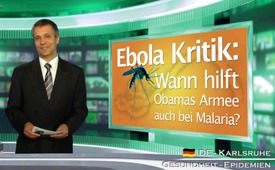 Ebola Kritik:
Wann hilft
Obamas Armee
auch bei Malaria?
DE - Karlsruhe
Gesundheit - Epidemien